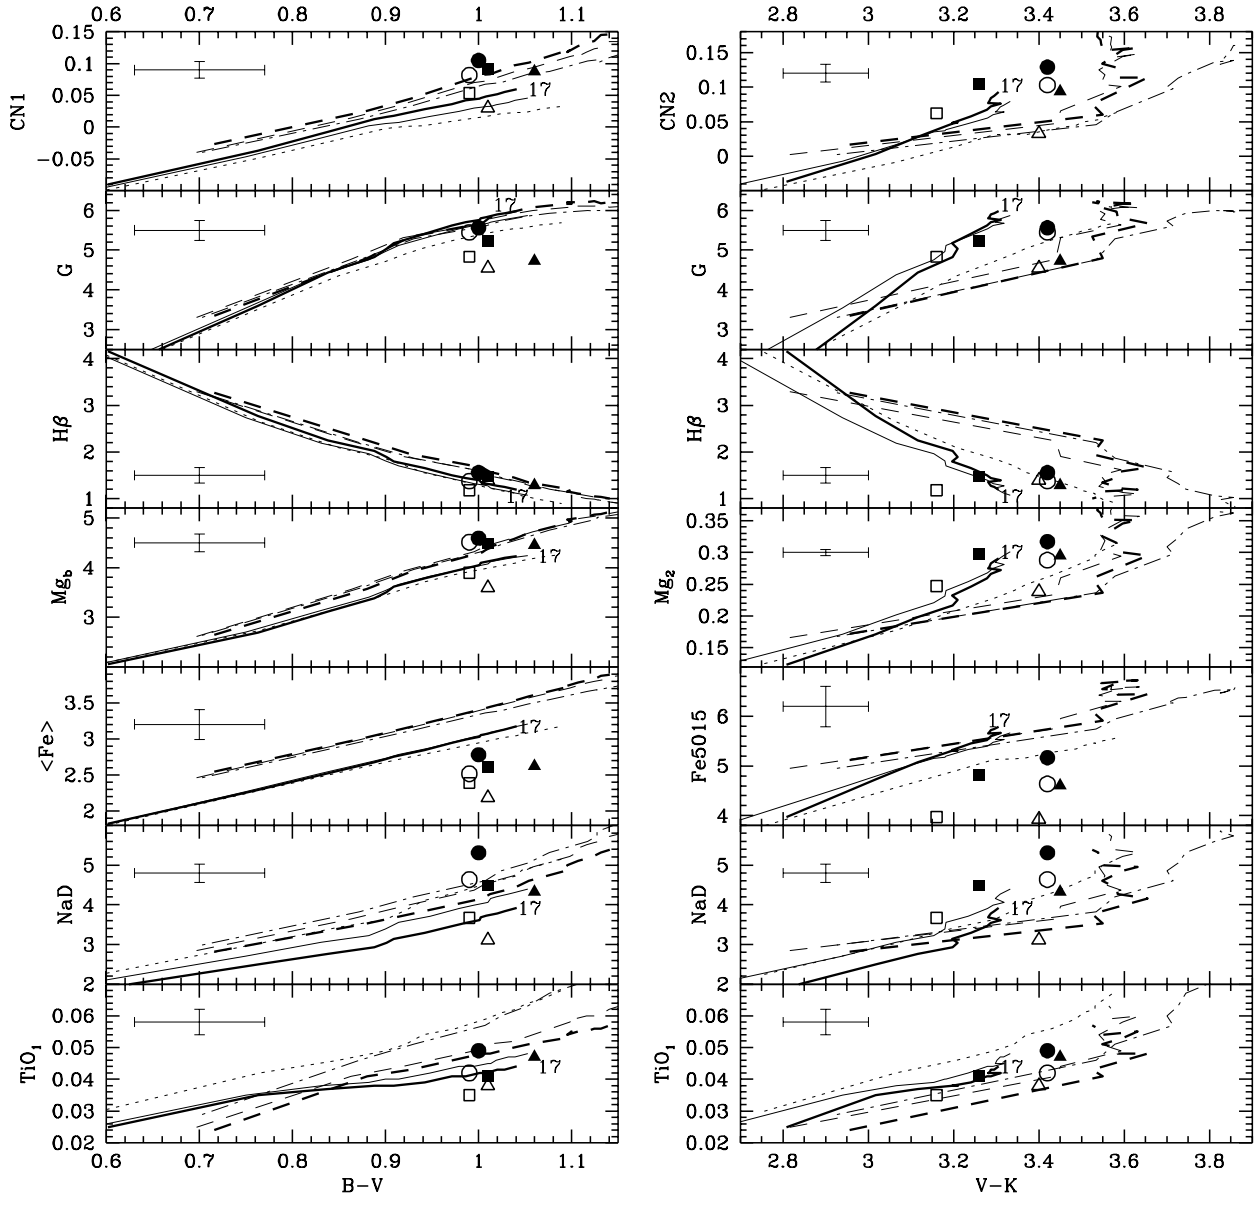 0.6 0.7 0.8 0.9 1 1.1 2.8 3 3.2 3.4 3.6 3.8
0.15 0.1 0.05 0 −0.05
CN1
17
0.15 0.1 0.05 0
CN2
17
6 5 4 3
G
17
6 5 4 3
G
17
4 3 2 1
Hβ
17
4 3 2 1
Hβ
17
5 4 3
Mg_b
17
0.35 0.3 0.25 0.2 0.15
Mg₂
17
3.5 3 2.5 2
<Fe>
17
6 5 4
Fe5015
17
5 4 3 2
NaD
17
5 4 3 2
NaD
17
0.06 0.05 0.04 0.03 0.02
TiO₁
17
0.06 0.05 0.04 0.03 0.02
TiO₁
17
0.6 0.7 0.8 0.9 1 1.1 2.8 3 3.2 3.4 3.6 3.8
B−V V−K